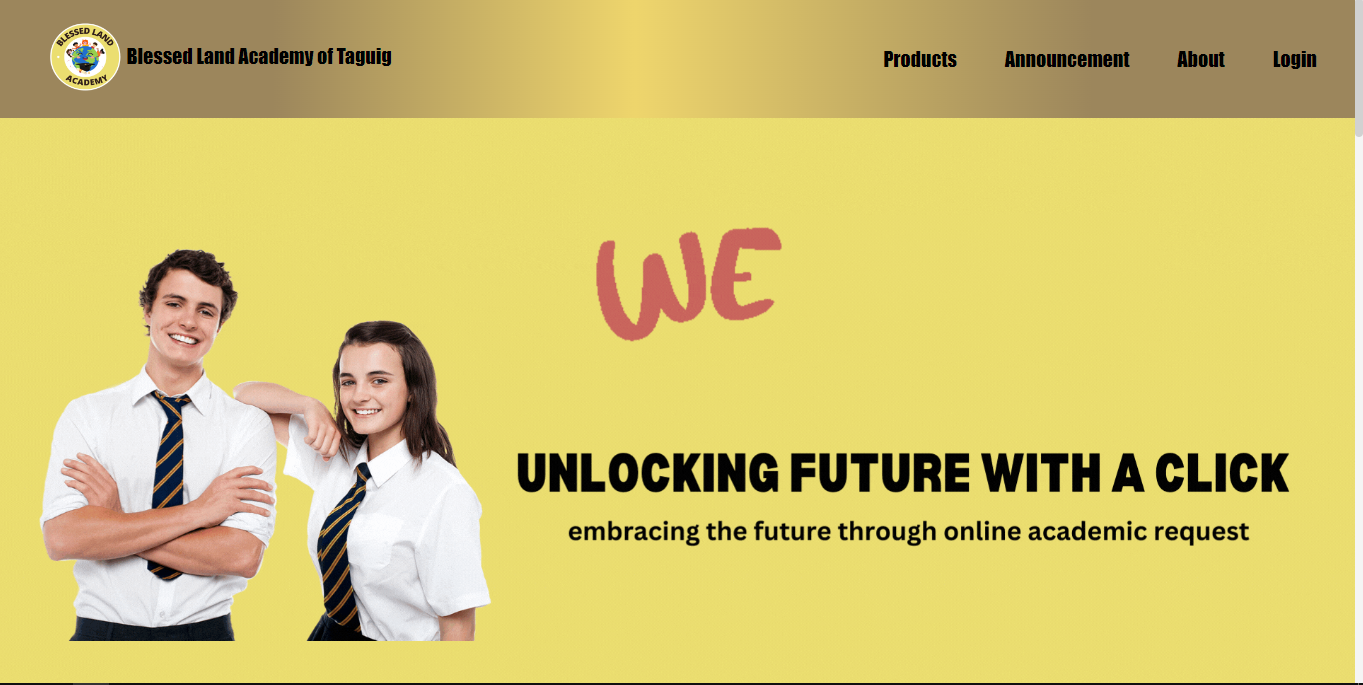 BLESSED LAND
ACADEMY
Blessed Land Academy of Taguig
Products
Announcement
About
Login
WE
UNLOCKING FUTURE WITH A CLICK
embracing the future through online academic request